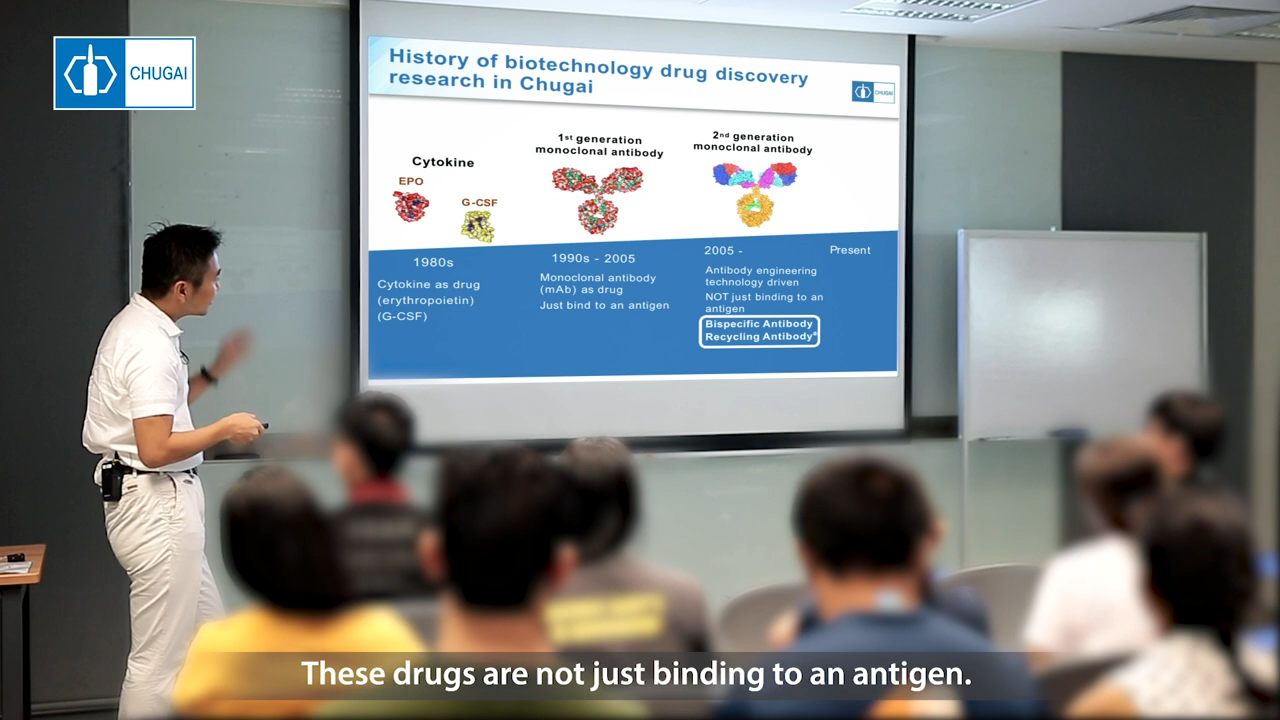 CHUGAI
History of biotechnology drug discovery
research in Chugai
CHUGAI
Cytokine
EPO
G-CSF
1st generation
monoclonal antibody
2nd generation
monoclonal antibody
1980s
Cytokine as drug
(erythropoietin)
(G-CSF)
1990s - 2005
Monoclonal antibody
(mAb) as drug
Just bind to an antigen
2005 -
Present
Antibody engineering
technology driven
NOT just binding to an
antigen
Bispecific Antibody
Recycling Antibody®
These drugs are not just binding to an antigen.